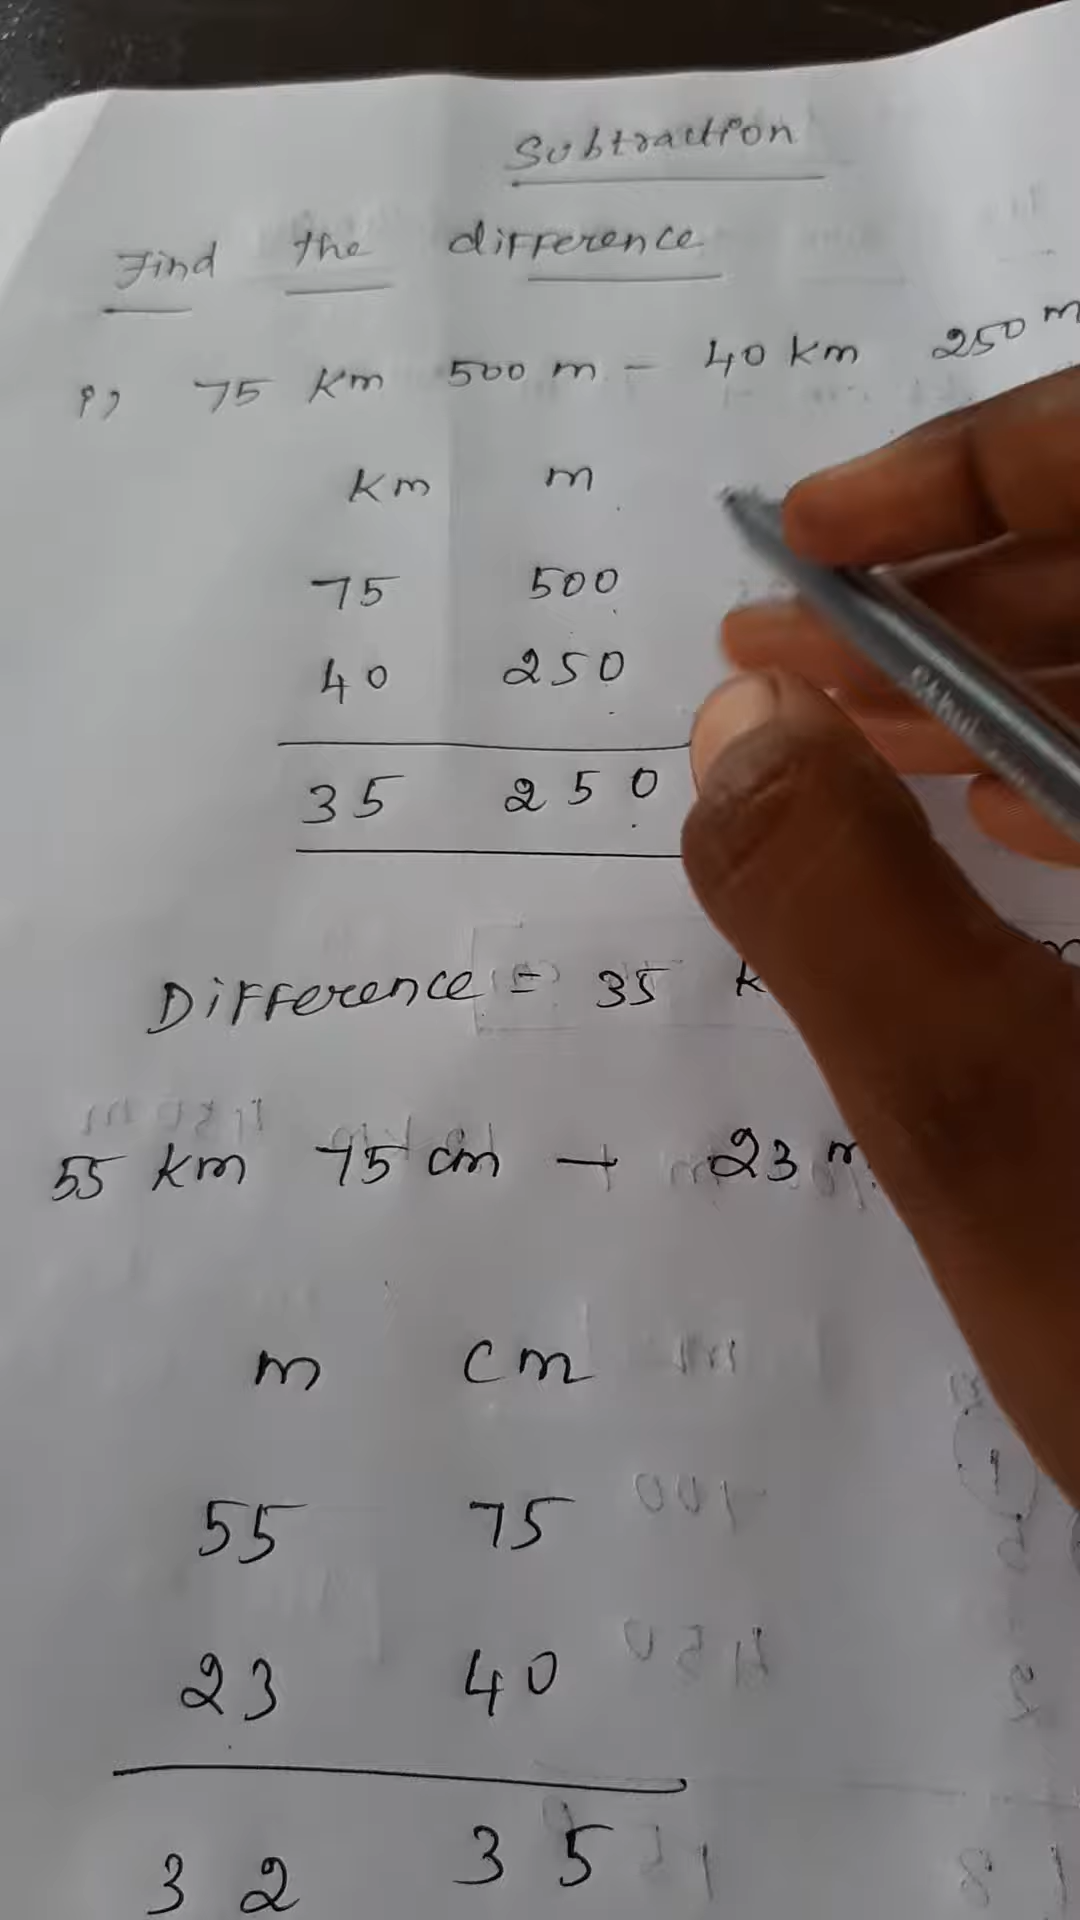 Subtraction
Find the difference
i, 75 Km 500 m - 40 Km 250 m
Km m
75 500
40 250
35 250
Difference = 35 K
55 Km 75 cm - 23 m
m cm
55 75
23 40
32 35